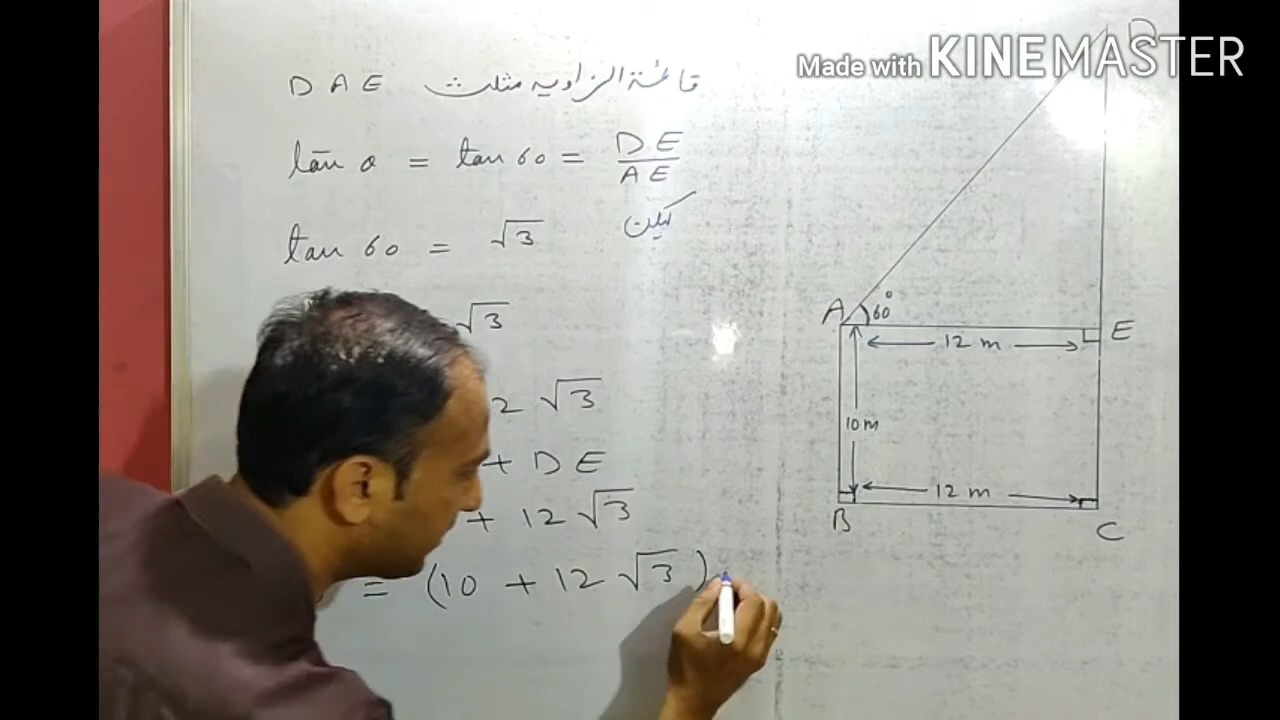 Made with KINEMASTER
D A E قائمۃ الزاویہ مثلث
tan θ = tan 60 = DE/AE
لیکن
tan 60 = √3
√3
2 √3
+ DE
+ 12 √3
= (10 + 12 √3)
D
A 60° E
12 m
10 m
12 m
B C